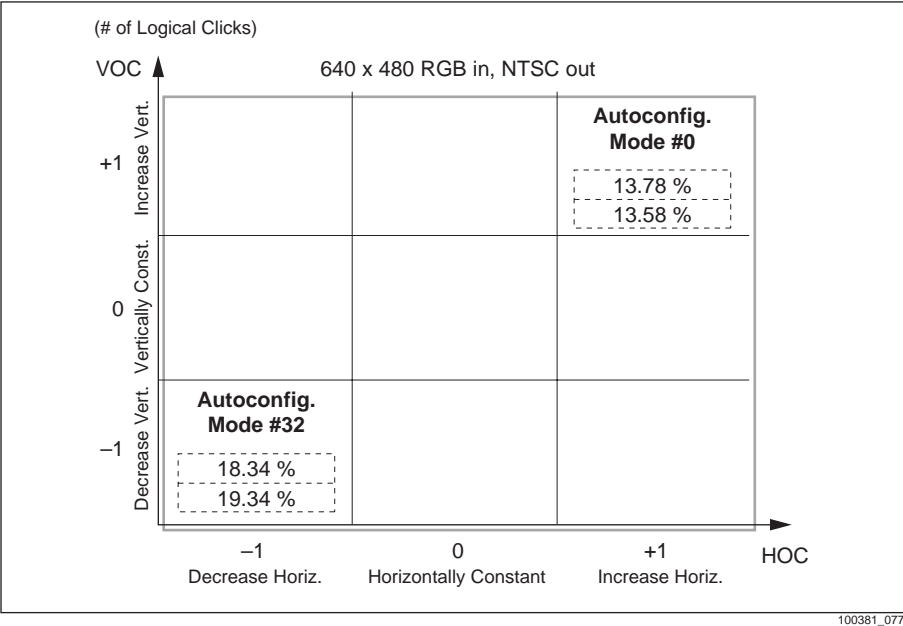 (# of Logical Clicks)
VOC
640 x 480 RGB in, NTSC out
+1
Increase Vert.
Autoconfig.
Mode #0
13.78 %
13.58 %
0
Vertically Const.
–1
Decrease Vert.
Autoconfig.
Mode #32
18.34 %
19.34 %
–1
0
+1
HOC
Decrease Horiz.
Horizontally Constant
Increase Horiz.
100381_077